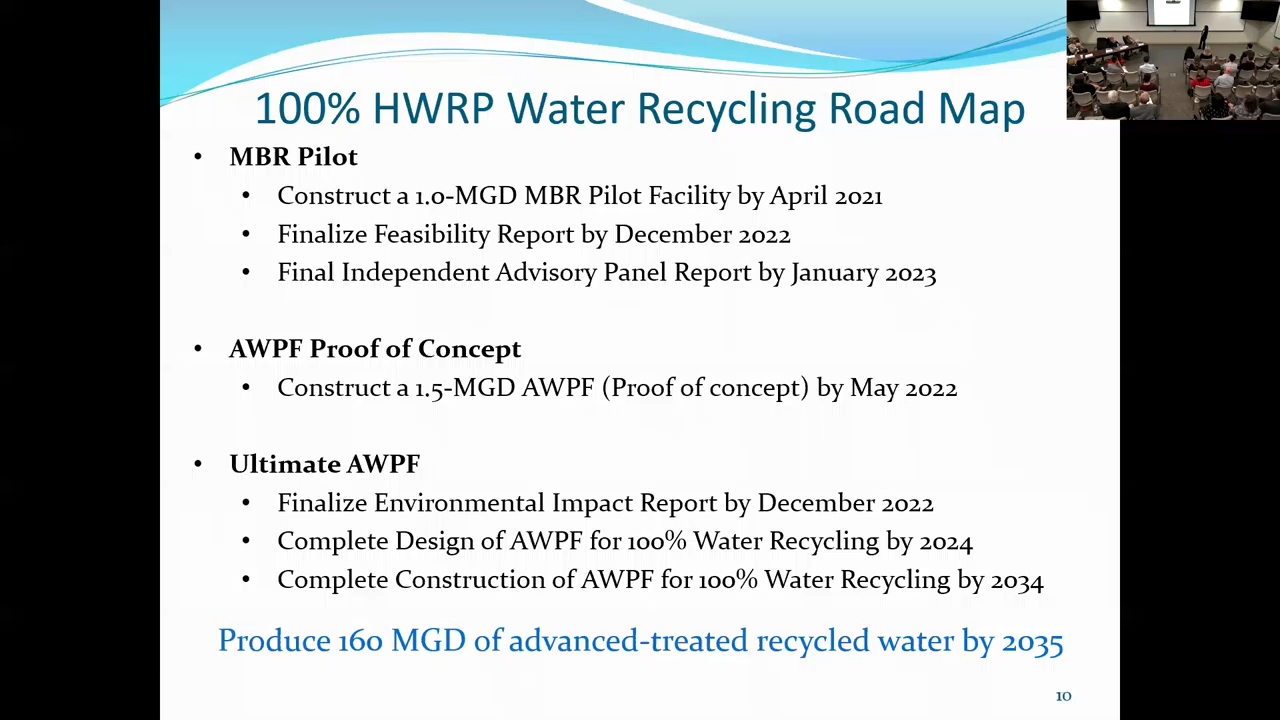 100% HWRP Water Recycling Road Map
• MBR Pilot
• Construct a 1.0-MGD MBR Pilot Facility by April 2021
• Finalize Feasibility Report by December 2022
• Final Independent Advisory Panel Report by January 2023
• AWPF Proof of Concept
• Construct a 1.5-MGD AWPF (Proof of concept) by May 2022
• Ultimate AWPF
• Finalize Environmental Impact Report by December 2022
• Complete Design of AWPF for 100% Water Recycling by 2024
• Complete Construction of AWPF for 100% Water Recycling by 2034
Produce 160 MGD of advanced-treated recycled water by 2035
10